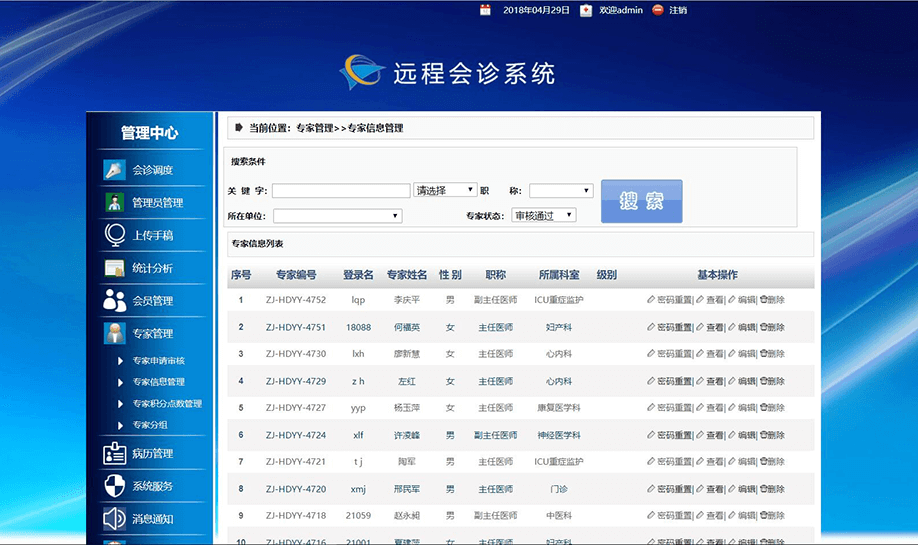 2018年04月29日 欢迎admin 注销
远程会诊系统
管理中心
会诊调度
管理员管理
上传手稿
统计分析
会员管理
专家管理
专家申请审核
专家信息管理
专家积分点数管理
专家分组
病历管理
系统服务
消息通知
当前位置：专家管理>>专家信息管理
搜索条件
关 键 字： 请选择 职 称：
所在单位： 专家状态： 审核通过
搜 索
专家信息列表
序号 专家编号 登录名 专家姓名 性 别 职称 所属科室 级别 基本操作
1 ZJ-HDYY-4752 lqp 李庆平 男 副主任医师 ICU重症监护 密码重置| 查看| 编辑| 删除
2 ZJ-HDYY-4751 18088 何福英 女 主任医师 妇产科 密码重置| 查看| 编辑| 删除
3 ZJ-HDYY-4730 lxh 廖新慧 女 主任医师 心内科 密码重置| 查看| 编辑| 删除
4 ZJ-HDYY-4729 z h 左红 女 主任医师 心内科 密码重置| 查看| 编辑| 删除
5 ZJ-HDYY-4727 yyp 杨玉萍 女 主任医师 康复医学科 密码重置| 查看| 编辑| 删除
6 ZJ-HDYY-4724 xlf 许凌峰 男 副主任医师 神经医学科 密码重置| 查看| 编辑| 删除
7 ZJ-HDYY-4721 t j 陶军 男 主任医师 ICU重症监护 密码重置| 查看| 编辑| 删除
8 ZJ-HDYY-4720 xmj 邢民军 男 主任医师 门诊 密码重置| 查看| 编辑| 删除
9 ZJ-HDYY-4718 21059 赵永昶 男 副主任医师 中医科 密码重置| 查看| 编辑| 删除
10 ZJ-HDYY-4716 21001 夏建萍 女 主任医师 妇产科 密码重置| 查看| 编辑| 删除